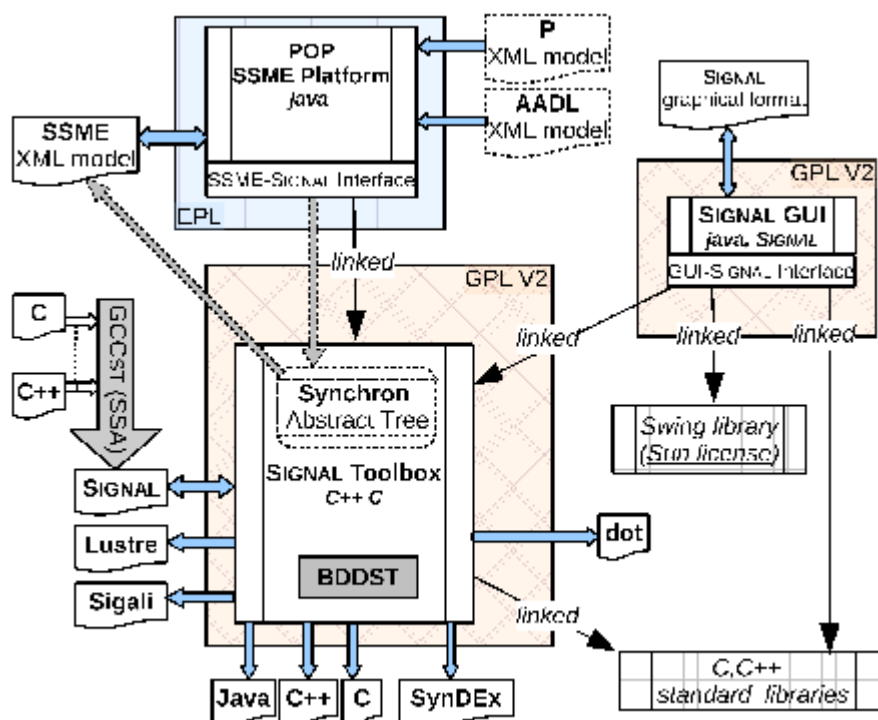 POP
SSME Platform
java
SSME-SIGNAL Interface
EPL
P
XML model
AADL
XML model
SSME
XML model
SIGNAL
graphical format
GPL V2
SIGNAL GUI
java, SIGNAL
GUI-SIGNAL Interface
linked
GPL V2
linked
linked
linked
C
C++
GCCST (SSA)
Synchron
Abstract Tree
SIGNAL Toolbox
C++ C
BDDST
Swing library
(Sun license)
SIGNAL
Lustre
Sigali
dot
linked
Java
C++
C
SynDEx
C,C++
standard libraries